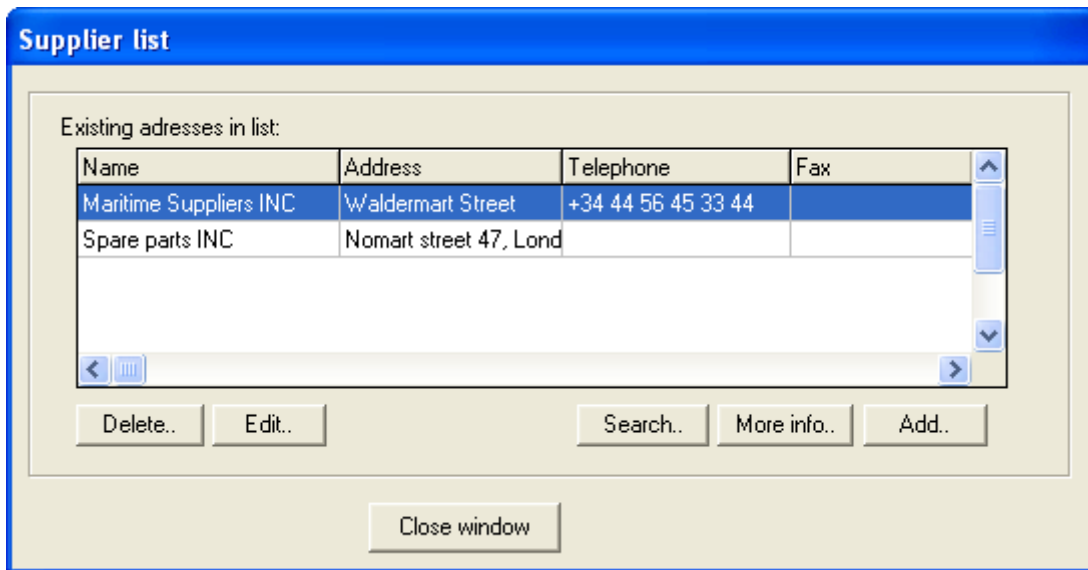 Supplier list
Existing adresses in list:
Name Address Telephone Fax
Maritime Suppliers INC Waldermart Street +34 44 56 45 33 44
Spare parts INC Nomart street 47, Lond
Delete.. Edit.. Search.. More info.. Add..
Close window